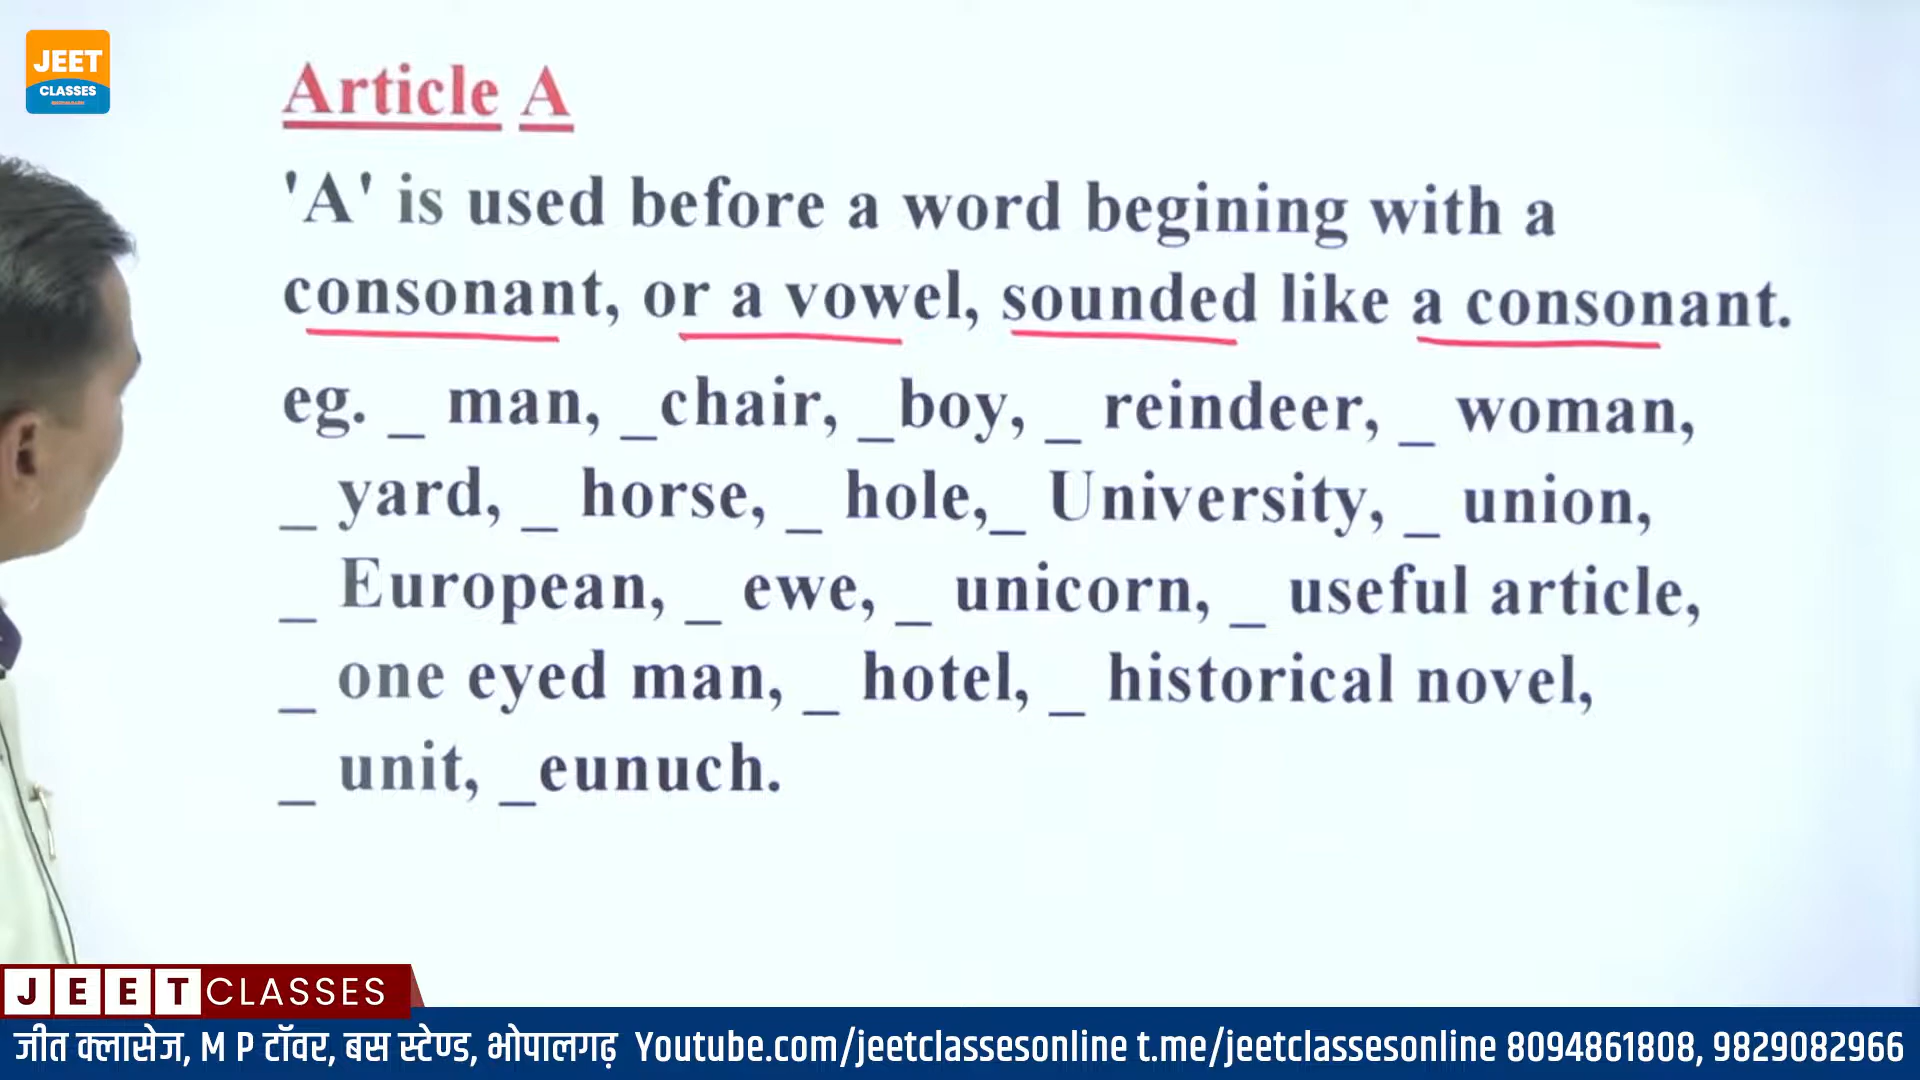 JEET
CLASSES
Article A
'A' is used before a word begining with a
consonant, or a vowel, sounded like a consonant.
eg. _ man, _chair, _boy, _ reindeer, _ woman,
_ yard, _ horse, _ hole,_ University, _ union,
_ European, _ ewe, _ unicorn, _ useful article,
_ one eyed man, _ hotel, _ historical novel,
_ unit, _eunuch.
JEET CLASSES
जीत क्लासेज, M P टॉवर, बस स्टेण्ड, भोपालगढ़ Youtube.com/jeetclassesonline t.me/jeetclassesonline 8094861808, 9829082966